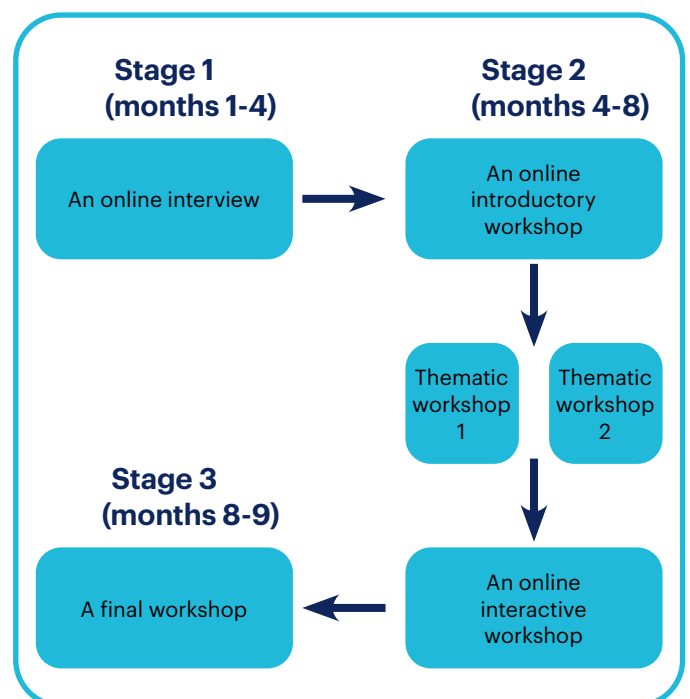 Stage 1
(months 1-4)
An online interview
Stage 2
(months 4-8)
An online
introductory
workshop
Thematic
workshop
1
Thematic
workshop
2
An online
interactive
workshop
Stage 3
(months 8-9)
A final workshop